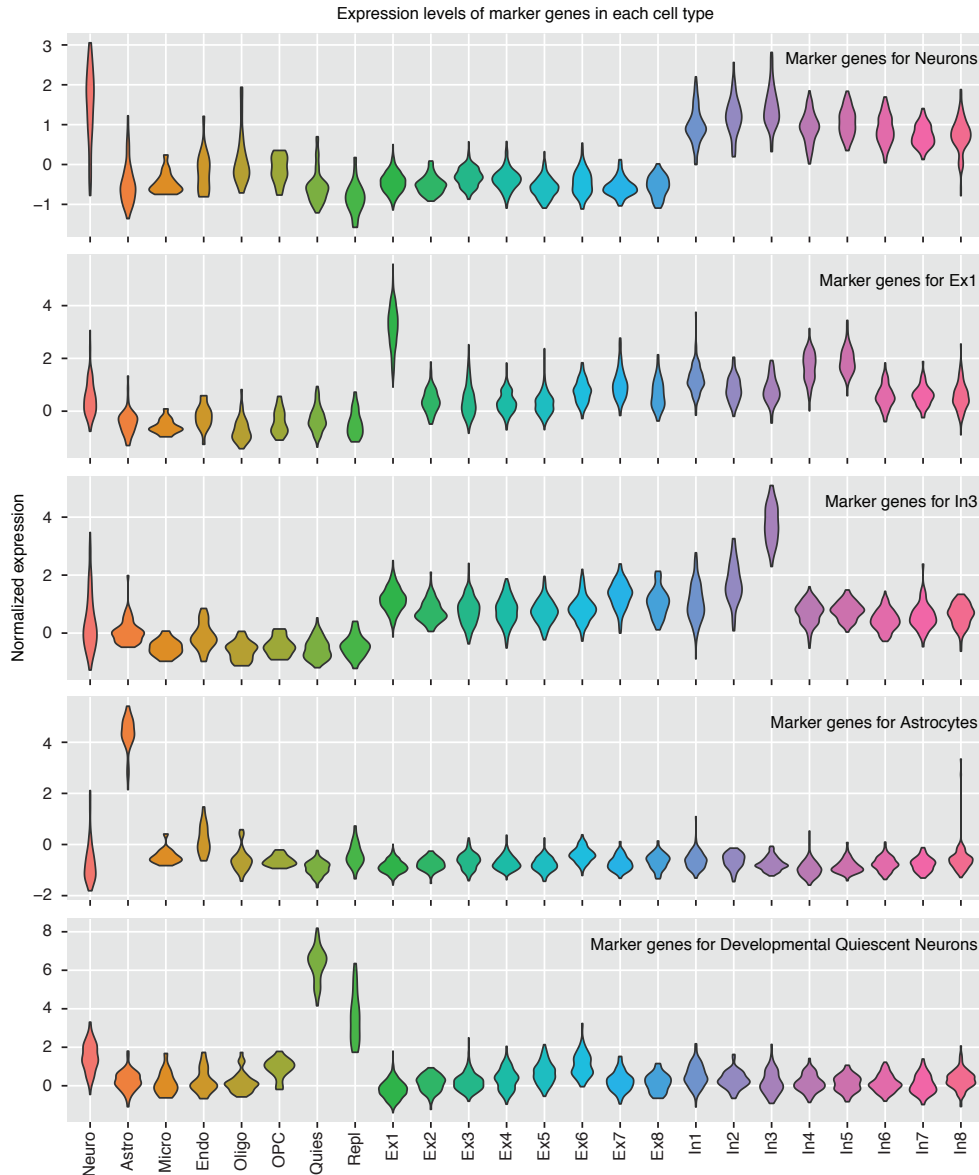 Expression levels of marker genes in each cell type
Normalized expression
Marker genes for Neurons
3
2
1
0
−1
Marker genes for Ex1
4
2
0
Marker genes for In3
4
2
0
Marker genes for Astrocytes
4
2
0
−2
Marker genes for Developmental Quiescent Neurons
8
6
4
2
0
Neuro
Astro
Micro
Endo
Oligo
OPC
Quies
Repl
Ex1
Ex2
Ex3
Ex4
Ex5
Ex6
Ex7
Ex8
In1
In2
In3
In4
In5
In6
In7
In8